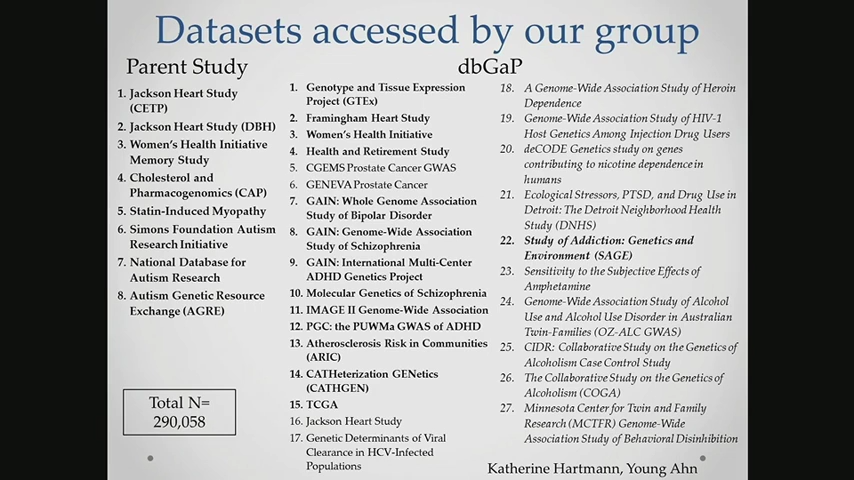 Datasets accessed by our group
Parent Study
1. Jackson Heart Study
(CETP)
2. Jackson Heart Study (DBH)
3. Women's Health Initiative
Memory Study
4. Cholesterol and
Pharmacogenomics (CAP)
5. Statin-Induced Myopathy
6. Simons Foundation Autism
Research Initiative
7. National Database for
Autism Research
8. Autism Genetic Resource
Exchange (AGRE)
Total N=
290,058
dbGaP
1. Genotype and Tissue Expression
Project (GTEx)
2. Framingham Heart Study
3. Women's Health Initiative
4. Health and Retirement Study
5. CGEMS Prostate Cancer GWAS
6. GENEVA Prostate Cancer
7. GAIN: Whole Genome Association
Study of Bipolar Disorder
8. GAIN: Genome-Wide Association
Study of Schizophrenia
9. GAIN: International Multi-Center
ADHD Genetics Project
10. Molecular Genetics of Schizophrenia
11. IMAGE II Genome-Wide Association
12. PGC: the PUWMa GWAS of ADHD
13. Atherosclerosis Risk in Communities
(ARIC)
14. CATHeterization GENetics
(CATHGEN)
15. TCGA
16. Jackson Heart Study
17. Genetic Determinants of Viral
Clearance in HCV-Infected
Populations
18. A Genome-Wide Association Study of Heroin
Dependence
19. Genome-Wide Association Study of HIV-1
Host Genetics Among Injection Drug Users
20. deCODE Genetics study on genes
contributing to nicotine dependence in
humans
21. Ecological Stressors, PTSD, and Drug Use in
Detroit: The Detroit Neighborhood Health
Study (DNHS)
22. Study of Addiction: Genetics and
Environment (SAGE)
23. Sensitivity to the Subjective Effects of
Amphetamine
24. Genome-Wide Association Study of Alcohol
Use and Alcohol Use Disorder in Australian
Twin-Families (OZ-ALC GWAS)
25. CIDR: Collaborative Study on the Genetics of
Alcoholism Case Control Study
26. The Collaborative Study on the Genetics of
Alcoholism (COGA)
27. Minnesota Center for Twin and Family
Research (MCTFR) Genome-Wide
Association Study of Behavioral Disinhibition
Katherine Hartmann, Young Ahn